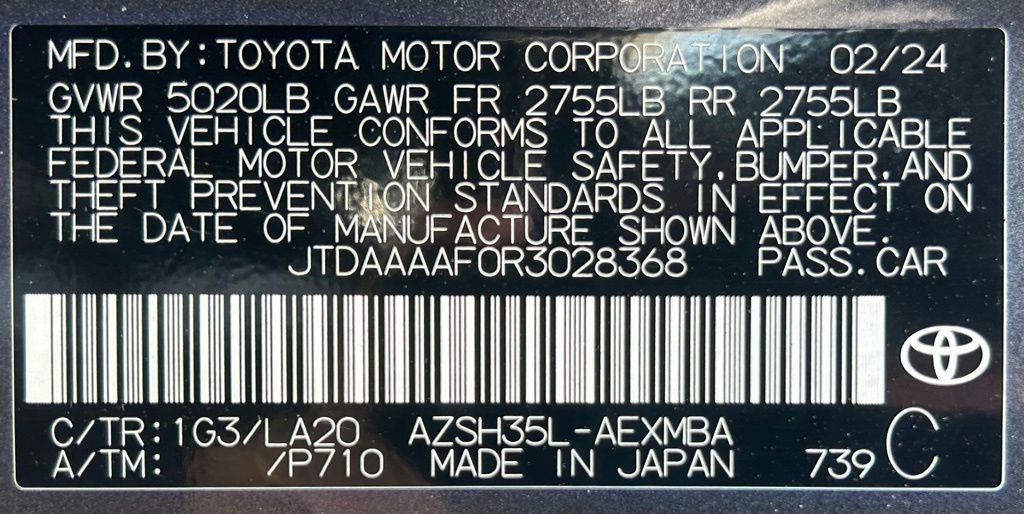 MFD.BY:TOYOTA MOTOR CORPORATION 02/24
GVWR 5020LB GAWR FR 2755LB RR 2755LB
THIS VEHICLE CONFORMS TO ALL APPLICABLE
FEDERAL MOTOR VEHICLE SAFETY,BUMPER,AND
THEFT PREVENTION STANDARDS IN EFFECT ON
THE DATE OF MANUFACTURE SHOWN ABOVE.
JTDAAAAF0R3028368 PASS.CAR
C/TR:1G3/LA20 AZSH35L-AEXMBA
A/TM: /P710 MADE IN JAPAN 739 C